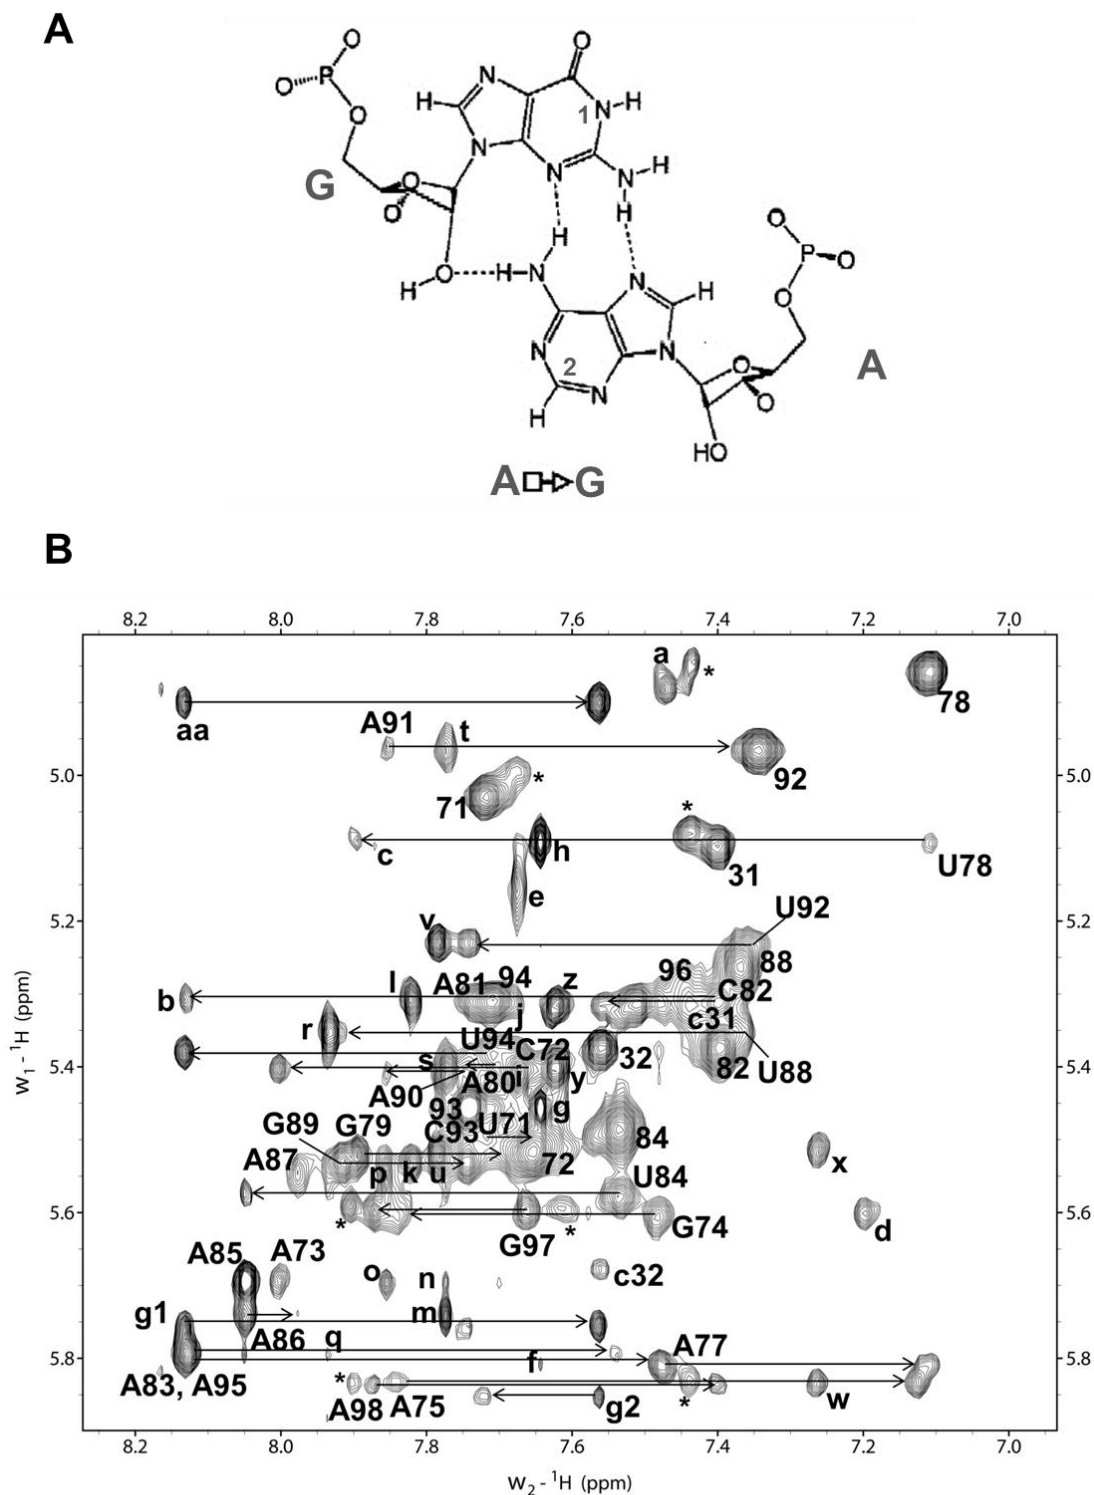 A
O
O
O
P
N
1
N
H
H
O
N
N
N
H
G
O
O
N
H
H
H
O
H
H
N
N
H
P
O
O
O
N
2
N
N
O
A
H
O
HO
A
G
B
8.2 8.0 7.8 7.6 7.4 7.2 7.0
a
*
78
aa
A91
t
92
5.0
5.0
71
*
*
c
h
31
U78
e
U92
5.2
5.2
v
88
b
l
A81
94
z
96
C82
r
j
c31
U94
C72
32
82
U88
5.4
5.4
s
A80
i
y
A90
93
g
G89
G79
C93
U71
84
A87
p
k
u
72
x
U84
5.6
5.6
*
G97
*
G74
d
A85
A73
o
n
c32
g1
m
A86
q
A77
5.8
5.8
f
A83, A95
*
A98
A75
g2
*
w
8.2 8.0 7.8 7.6 7.4 7.2 7.0
w1 - 1H (ppm)
w2 - 1H (ppm)